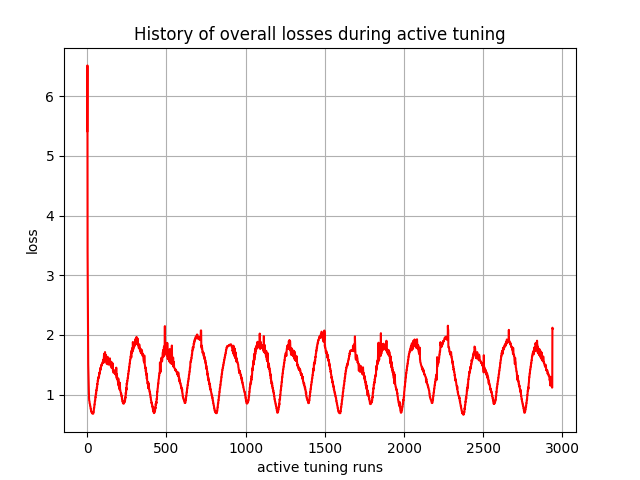 History of overall losses during active tuning
6
5
4
3
2
1
loss
0 500 1000 1500 2000 2500 3000
active tuning runs